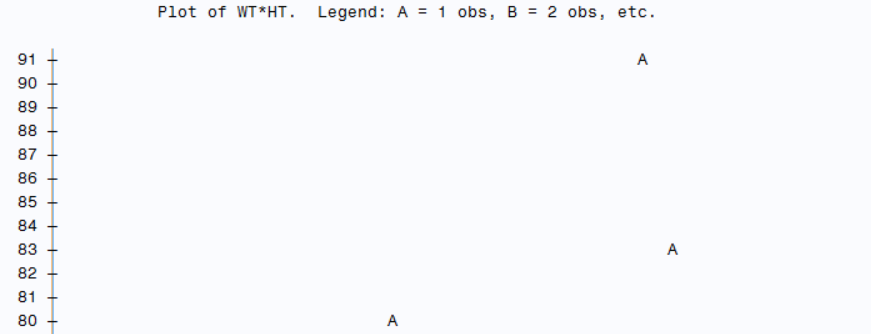 Plot of WT*HT.  Legend: A = 1 obs, B = 2 obs, etc.
91 A
90
89
88
87
86
85
84
83 A
82
81
80 A